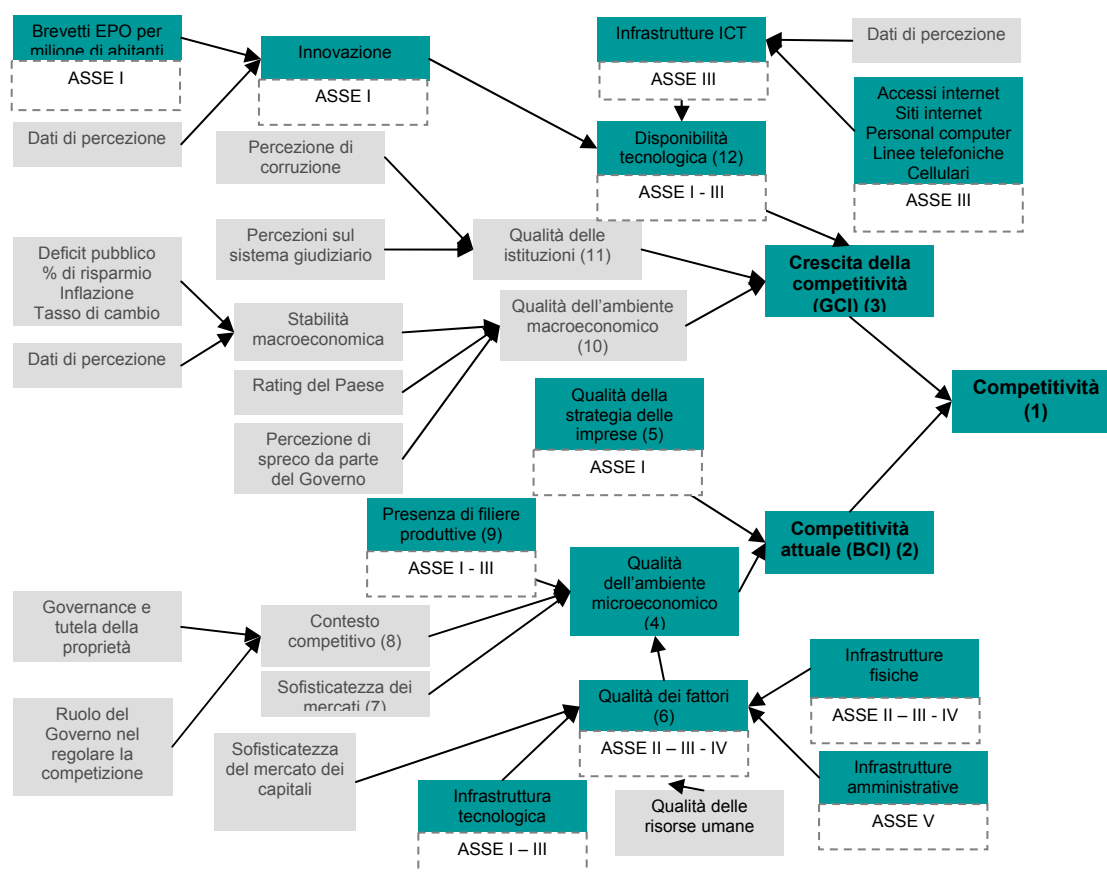 Brevetti EPO per
milione di abitanti
ASSE I
Dati di percezione
Innovazione
ASSE I
Infrastrutture ICT
ASSE III
Dati di percezione
Accessi internet
Siti internet
Personal computer
Linee telefoniche
Cellulari
ASSE III
Disponibilità
tecnologica (12)
ASSE I - III
Percezione di
corruzione
Percezioni sul
sistema giudiziario
Qualità delle
istituzioni (11)
Crescita della
competitività
(GCI) (3)
Deficit pubblico
% di risparmio
Inflazione
Tasso di cambio
Dati di percezione
Stabilità
macroeconomica
Qualità dell'ambiente
macroeconomico
(10)
Rating del Paese
Percezione di
spreco da parte
del Governo
Qualità della
strategia delle
imprese (5)
ASSE I
Competitività
(1)
Presenza di filiere
produttive (9)
ASSE I - III
Competitività
attuale (BCI) (2)
Qualità
dell'ambiente
microeconomico
(4)
Governance e
tutela della
proprietà
Contesto
competitivo (8)
Sofisticatezza dei
mercati (7)
Ruolo del
Governo nel
regolare la
competizione
Sofisticatezza
del mercato dei
capitali
Qualità dei fattori
(6)
ASSE II – III - IV
Infrastrutture
fisiche
ASSE II – III - IV
Infrastrutture
amministrative
ASSE V
Infrastruttura
tecnologica
ASSE I – III
Qualità delle
risorse umane